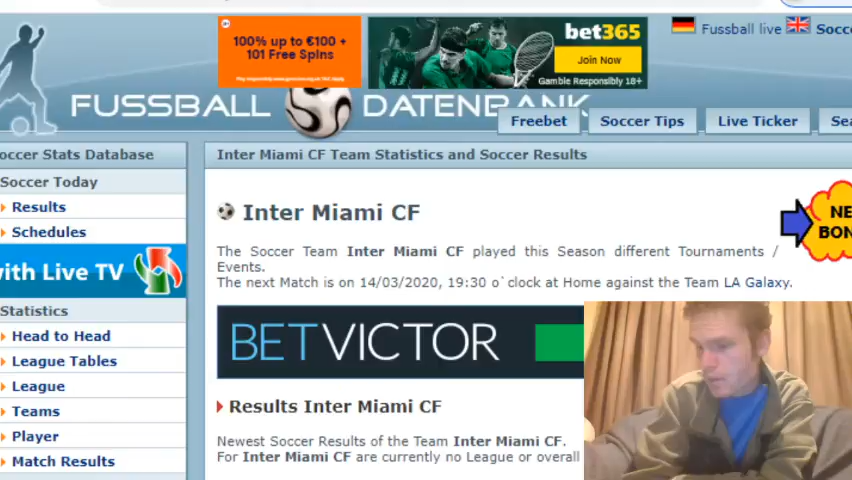 100% up to €100 +
101 Free Spins
bet365
Join Now
Gamble Responsibly 18+
Fussball live
Socc
FUSSBALL DATENBANK
Freebet
Soccer Tips
Live Ticker
Sea
occer Stats Database
Soccer Today
Results
Schedules
with Live TV
Statistics
Head to Head
League Tables
League
Teams
Player
Match Results
Inter Miami CF Team Statistics and Soccer Results
Inter Miami CF
NE
BON
The Soccer Team Inter Miami CF played this Season different Tournaments /
Events.
The next Match is on 14/03/2020, 19:30 o`clock at Home against the Team LA Galaxy.
BETVICTOR
Results Inter Miami CF
Newest Soccer Results of the Team Inter Miami CF.
For Inter Miami CF are currently no League or overall